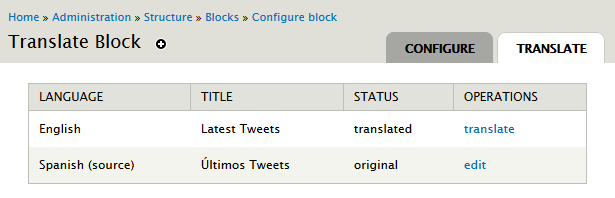 Home » Administration » Structure » Blocks » Configure block
Translate Block
CONFIGURE TRANSLATE
LANGUAGE TITLE STATUS OPERATIONS
English Latest Tweets translated translate
Spanish (source) Últimos Tweets original edit